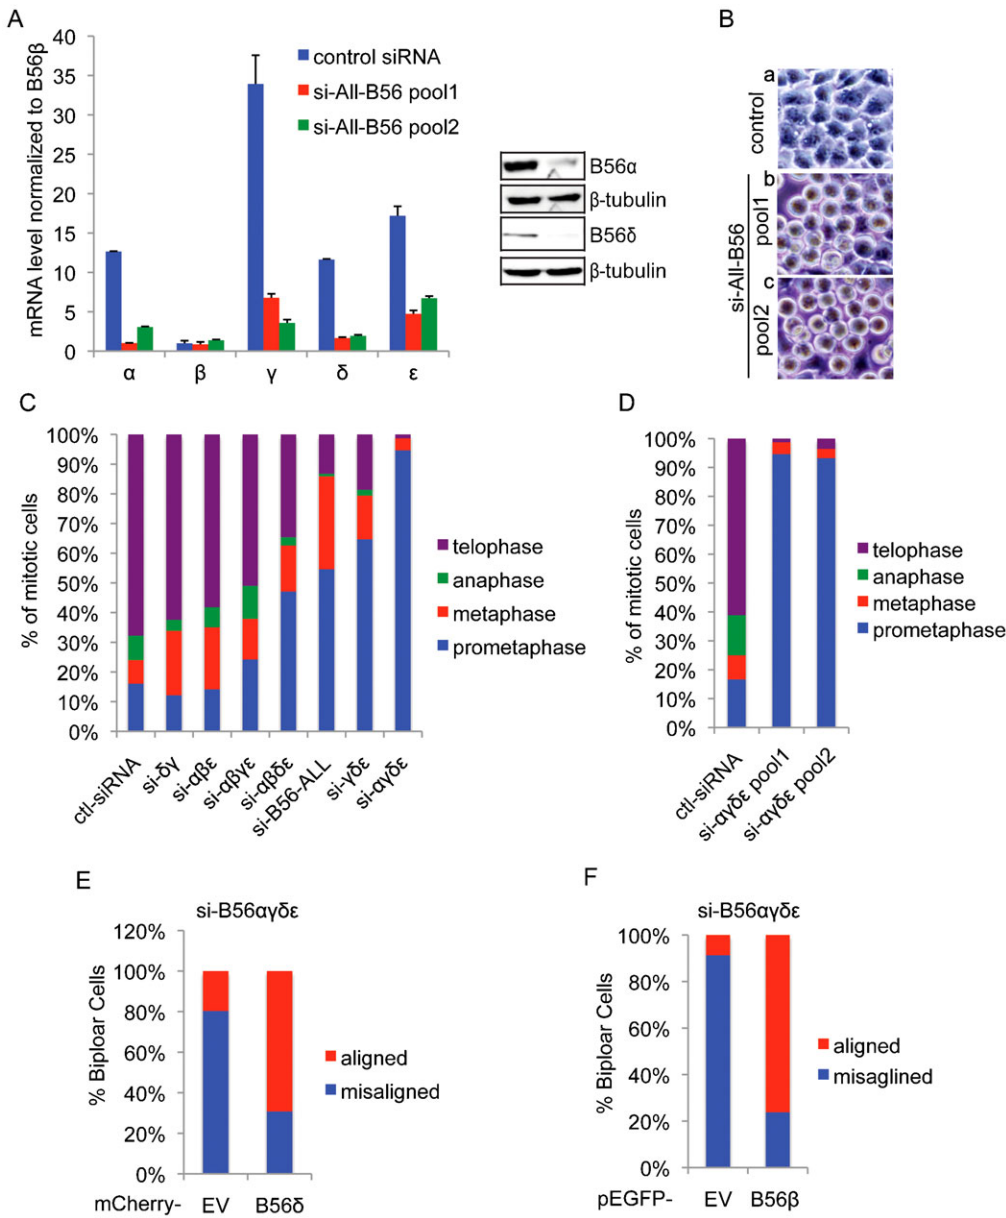 A
mRNA level normalized to B56β
40
35
30
25
20
15
10
5
0
α β γ δ ε
control siRNA
si-All-B56 pool1
si-All-B56 pool2
B56α
β-tubulin
B56δ
β-tubulin
B
control
si-All-B56
pool1
pool2
a
b
c
C
% of mitotic cells
100%
90%
80%
70%
60%
50%
40%
30%
20%
10%
0%
ctl-siRNA
si-δγ
si-αβε
si-αβγε
si-αβδε
si-B56-ALL
si-γδε
si-αγδε
telophase
anaphase
metaphase
prometaphase
D
% of mitotic cells
100%
90%
80%
70%
60%
50%
40%
30%
20%
10%
0%
ctl-siRNA
si-αγδε pool1
si-αγδε pool2
telophase
anaphase
metaphase
prometaphase
E
si-B56αγδε
% Biploar Cells
120%
100%
80%
60%
40%
20%
0%
mCherry- EV B56δ
aligned
misaligned
F
si-B56αγδε
% Biploar Cells
100%
80%
60%
40%
20%
0%
pEGFP- EV B56β
aligned
misaglined